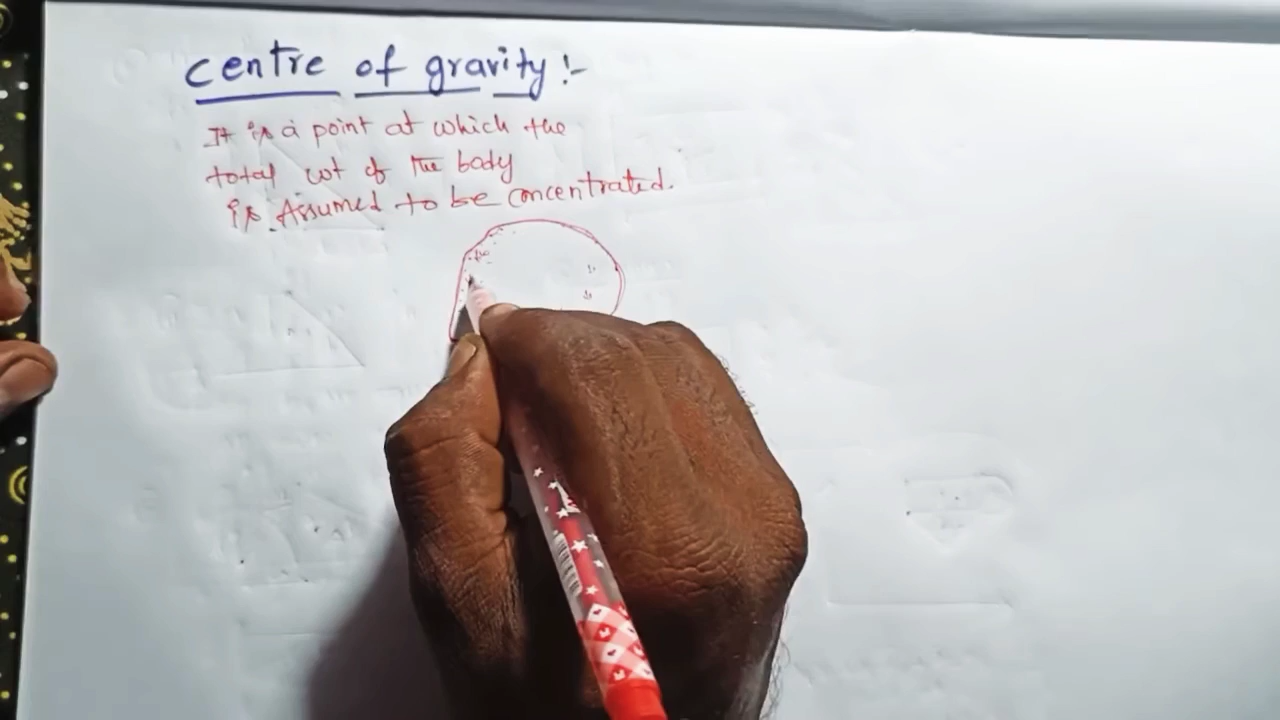 Centre of gravity :-
It is a point at which the
total wt of the body
is Assumed to be concentrated.